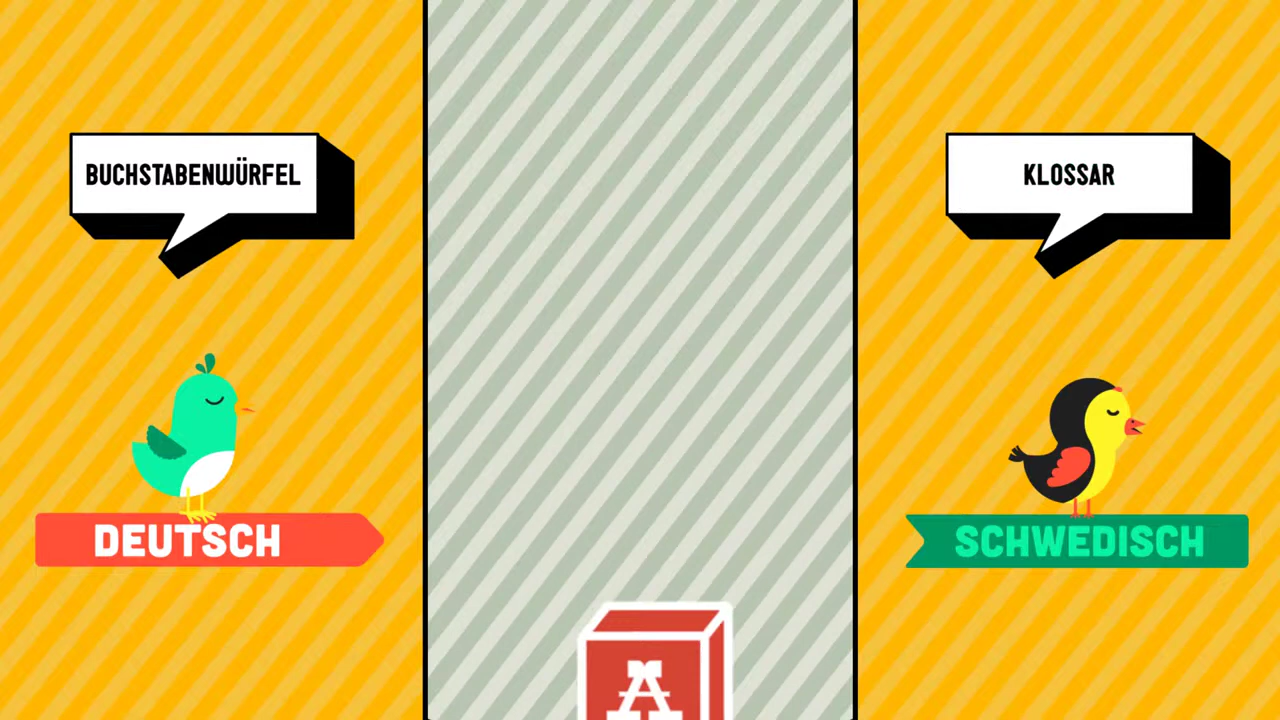 BUCHSTABENWÜRFEL
KLOSSAR
DEUTSCH
SCHWEDISCH
A